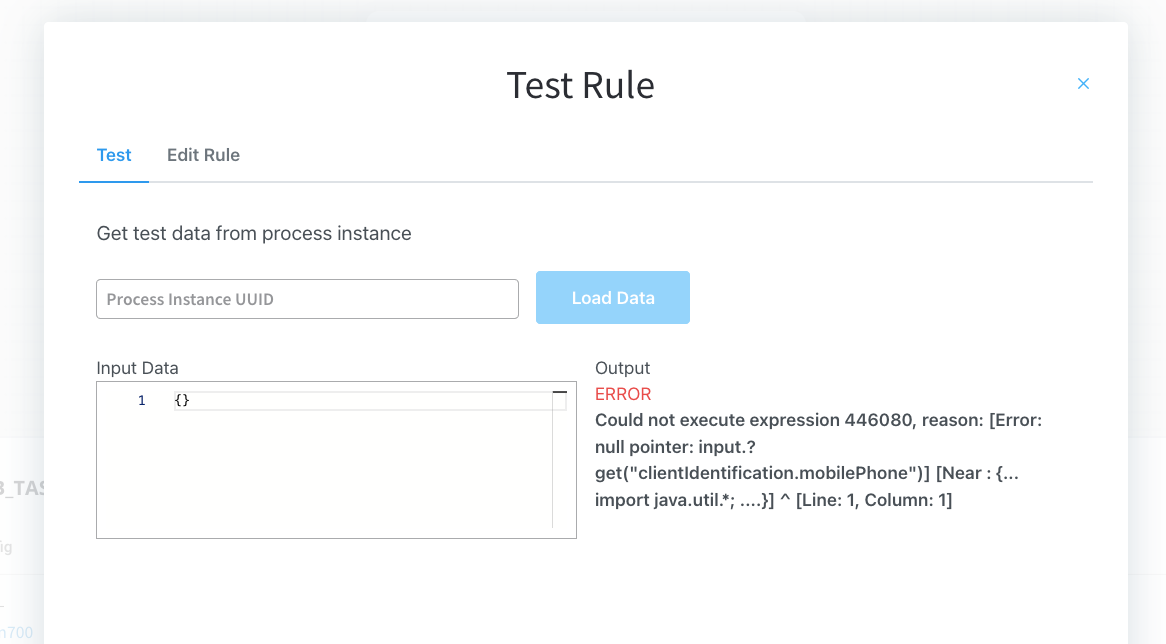 Test Rule
×
Test
Edit Rule
Get test data from process instance
Process Instance UUID
Load Data
Input Data
1 {}
Output
ERROR
Could not execute expression 446080, reason: [Error:
null pointer: input.?
get("clientIdentification.mobilePhone")] [Near : {...
import java.util.*; ....}] ^ [Line: 1, Column: 1]
3_TAS
ig
n700